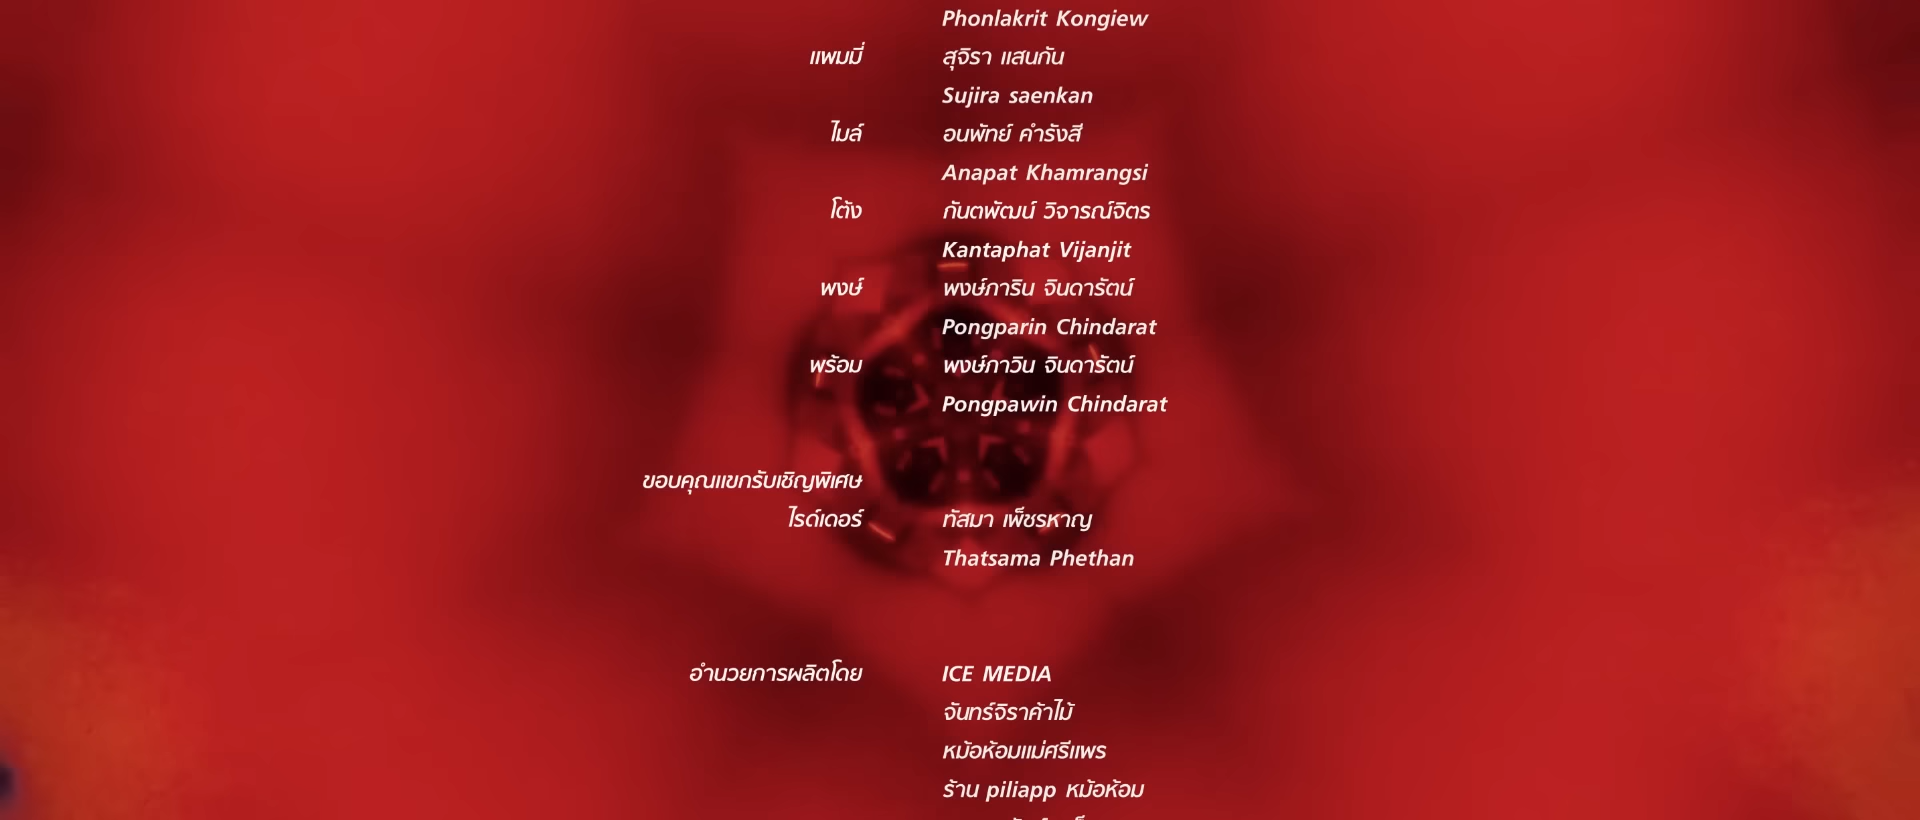 Phonlakrit Kongiew
แพมมี่ สุจิรา แสนกัน
Sujira saenkan
ไมล์ อนพัทย์ คำรังสี
Anapat Khamrangsi
โต้ง กันตพัฒน์ วิจารณ์จิตร
Kantaphat Vijanjit
พงษ์ พงษ์ภาริน จินดารัตน์
Pongparin Chindarat
พร้อม พงษ์ภาวิน จินดารัตน์
Pongpawin Chindarat
ขอบคุณแขกรับเชิญพิเศษ
ไรด์เดอร์ ทัสมา เพ็ชรหาญ
Thatsama Phethan
อำนวยการผลิตโดย ICE MEDIA
จันทร์จิราค้าไม้
หม้อห้อมแม่ศรีแพร
ร้าน piliapp หม้อห้อม